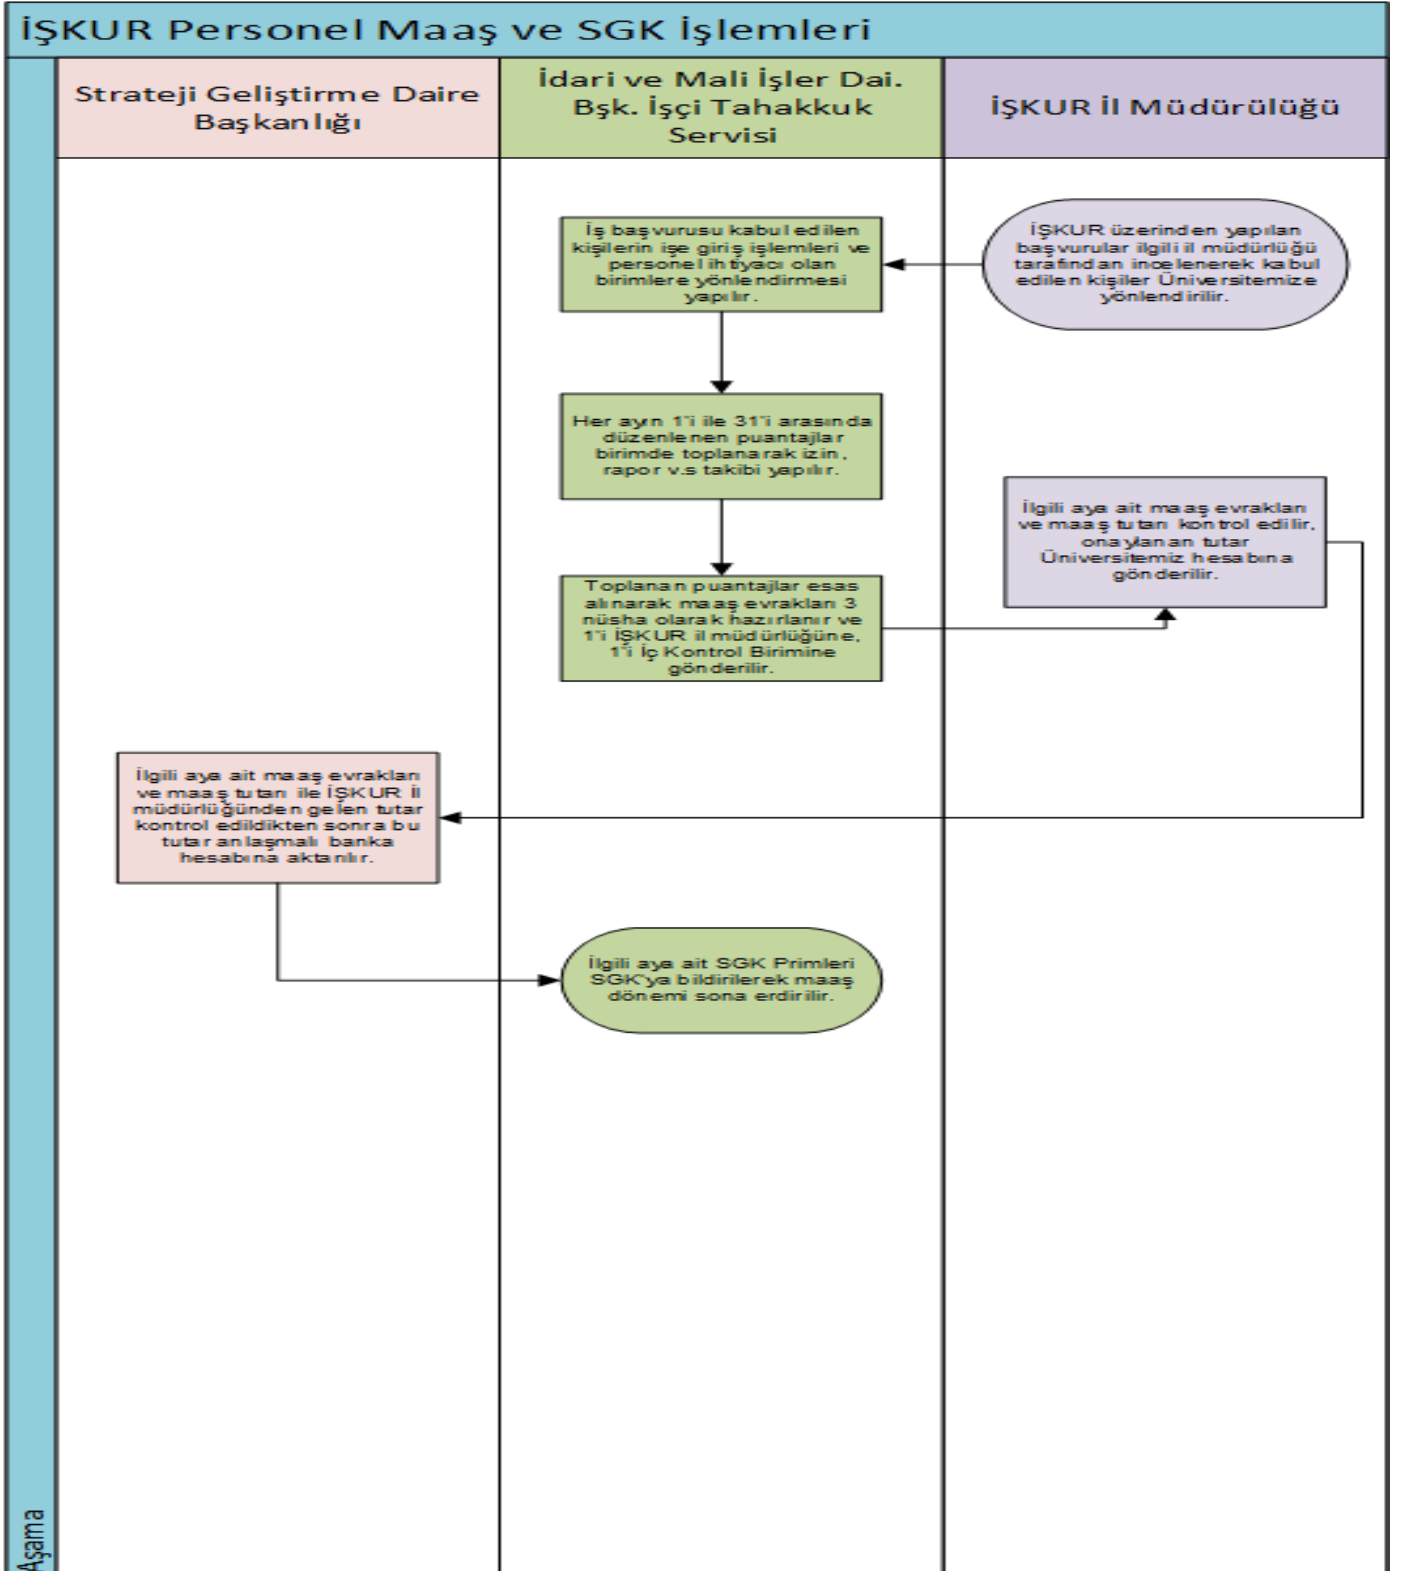 İŞKUR Personel Maaş ve SGK İşlemleri
Strateji Geliştirme Daire
Başkanlığı
İdari ve Mali İşler Dai.
Bşk. İşçi Tahakkuk
Servisi
İŞKUR İl Müdürülüğü
İŞKUR üzerinden yapılan
başvurular ilgili il müdürlüğü
tarafından incelenerek kabul
edilen kişiler Üniversitemize
yönlendirilir.
İş başvurusu kabul edilen
kişilerin işe giriş işlemleri ve
personel ihtiyacı olan
birimlere yönlendirmesi
yapılır.
Her ayın 1'i ile 31'i arasında
düzenlenen puantajlar
birimde toplanarak izin,
rapor v.s takibi yapılır.
Toplanan puantajlar esas
alınarak maaş evrakları 3
nüsha olarak hazırlanır ve
1'i İŞKUR il müdürlüğüne,
1'i İç Kontrol Birimine
gönderilir.
İlgili aya ait maaş evrakları
ve maaş tutarı kontrol edilir,
onaylanan tutar
Üniversitemiz hesabına
gönderilir.
İlgili aya ait maaş evrakları
ve maaş tutarı ile İŞKUR İl
müdürlüğünden gelen tutar
kontrol edildikten sonra bu
tutar anlaşmalı banka
hesabına aktarılır.
İlgili aya ait SGK Primleri
SGK'ya bildirilerek maaş
dönemi sona erdirilir.
Aşama